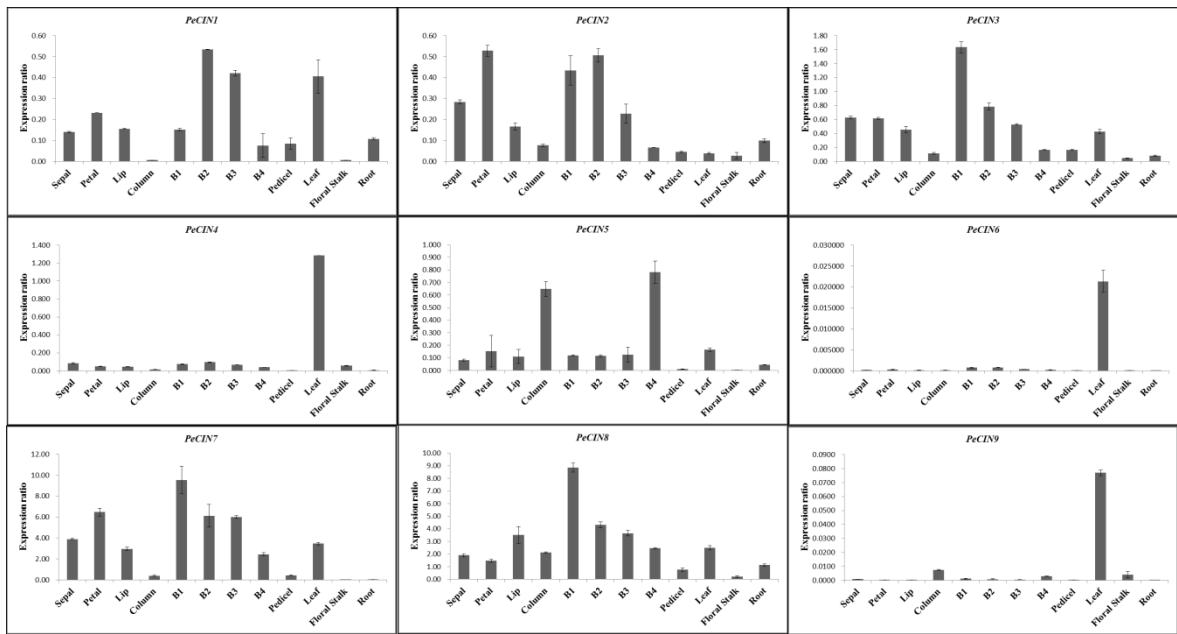 PeCIN1
Expression ratio
0.60
0.50
0.40
0.30
0.20
0.10
0.00
Sepal Petal Lip Column B1 B2 B3 B4 Pedicel Leaf Floral Stalk Root
PeCIN2
Expression ratio
0.60
0.50
0.40
0.30
0.20
0.10
0.00
Sepal Petal Lip Column B1 B2 B3 B4 Pedicel Leaf Floral Stalk Root
PeCIN3
Expression ratio
1.80
1.60
1.40
1.20
1.00
0.80
0.60
0.40
0.20
0.00
Sepal Petal Lip Column B1 B2 B3 B4 Pedicel Leaf Floral Stalk Root
PeCIN4
Expression ratio
1.400
1.200
1.000
0.800
0.600
0.400
0.200
0.000
Sepal Petal Lip Column B1 B2 B3 B4 Pedicel Leaf Floral Stalk Root
PeCIN5
Expression ratio
1.000
0.900
0.800
0.700
0.600
0.500
0.400
0.300
0.200
0.100
0.000
Sepal Petal Lip Column B1 B2 B3 B4 Pedicel Leaf Floral Stalk Root
PeCIN6
Expression ratio
0.030000
0.025000
0.020000
0.015000
0.010000
0.005000
0.000000
Sepal Petal Lip Column B1 B2 B3 B4 Pedicel Leaf Floral Stalk Root
PeCIN7
Expression ratio
12.00
10.00
8.00
6.00
4.00
2.00
0.00
Sepal Petal Lip Column B1 B2 B3 B4 Pedicel Leaf Floral Stalk Root
PeCIN8
Expression ratio
10.00
9.00
8.00
7.00
6.00
5.00
4.00
3.00
2.00
1.00
0.00
Sepal Petal Lip Column B1 B2 B3 B4 Pedicel Leaf Floral Stalk Root
PeCIN9
Expression ratio
0.0900
0.0800
0.0700
0.0600
0.0500
0.0400
0.0300
0.0200
0.0100
0.0000
Sepal Petal Lip Column B1 B2 B3 B4 Pedicel Leaf Floral Stalk Root